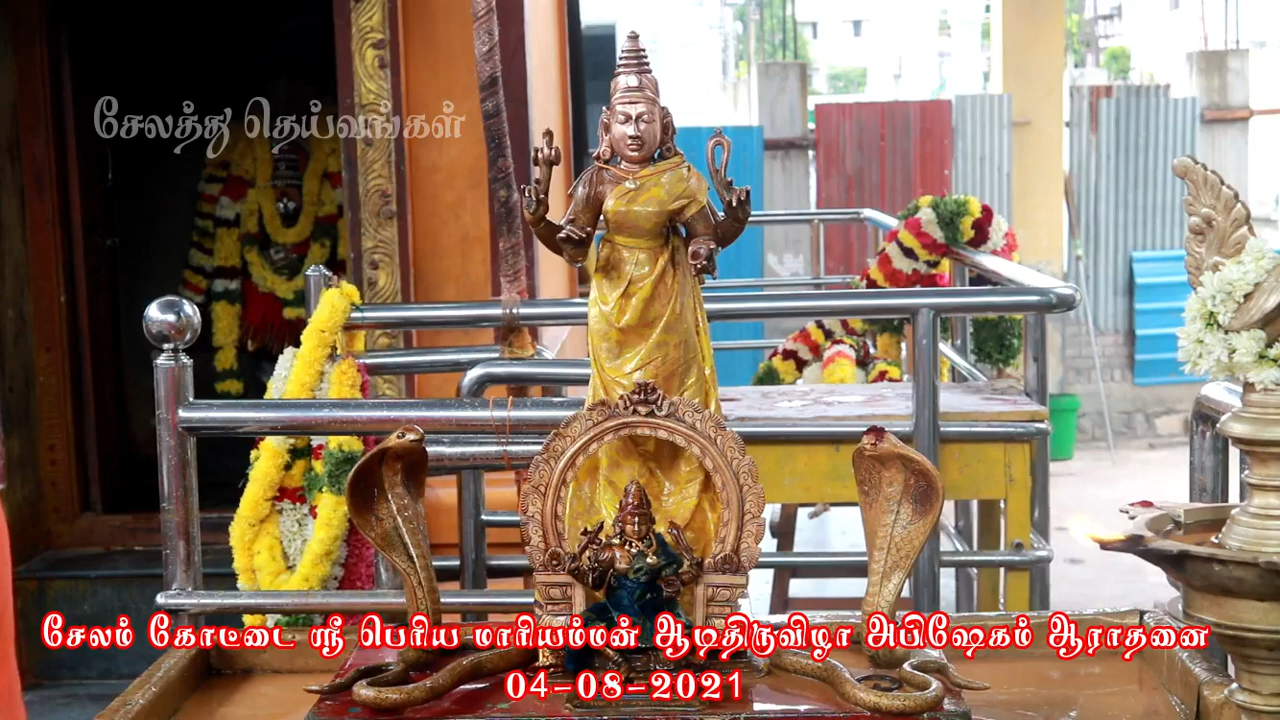 சேலத்து தெய்வங்கள்
சேலம் கோட்டை ஸ்ரீ பெரிய மாரியம்மன் ஆடிதிருவிழா அபிஷேகம் ஆராதனை
04-08-2021